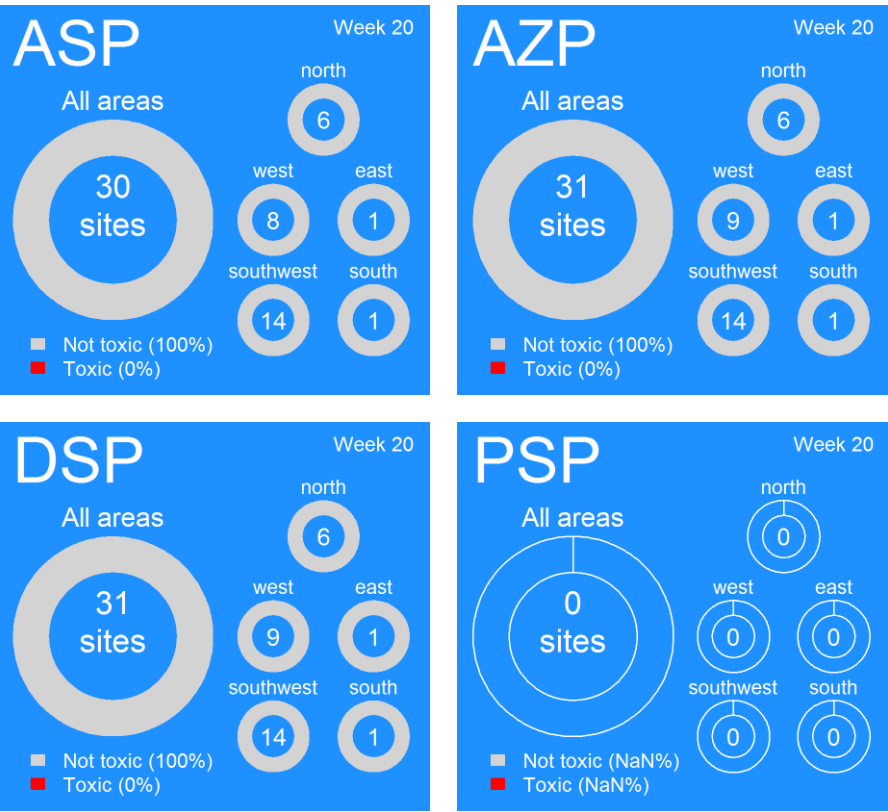 ASP
Week 20
All areas
north
6
30
sites
west
east
8
1
southwest
south
14
1
Not toxic (100%)
Toxic (0%)
AZP
Week 20
All areas
north
6
31
sites
west
east
9
1
southwest
south
14
1
Not toxic (100%)
Toxic (0%)
DSP
Week 20
All areas
north
6
31
sites
west
east
9
1
southwest
south
14
1
Not toxic (100%)
Toxic (0%)
PSP
Week 20
All areas
north
0
0
sites
west
east
0
0
southwest
south
0
0
Not toxic (NaN%)
Toxic (NaN%)